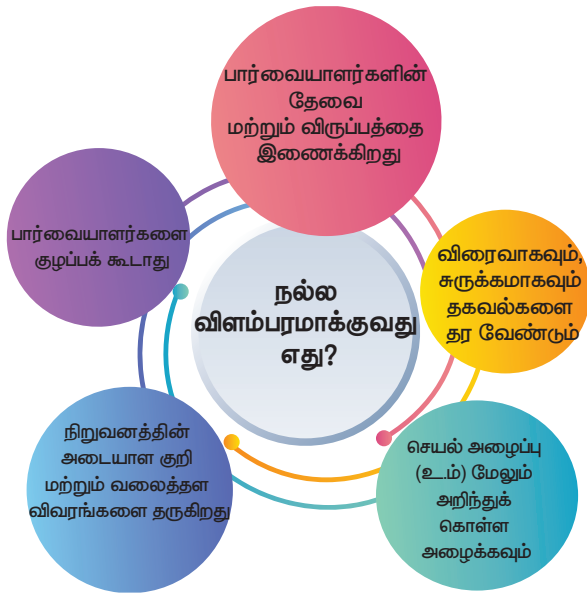 பார்வையாளர்களின்
தேவை
மற்றும் விருப்பத்தை
இணைக்கிறது
பார்வையாளர்களை
குழப்பக் கூடாது
விரைவாகவும்,
சுருக்கமாகவும்
தகவல்களை
தர வேண்டும்
நல்ல
விளம்பரமாக்குவது
எது?
நிறுவனத்தின்
அடையாள குறி
மற்றும் வலைத்தள
விவரங்களை தருகிறது
செயல் அழைப்பு
(உ.ம்) மேலும்
அறிந்துக்
கொள்ள
அழைக்கவும்